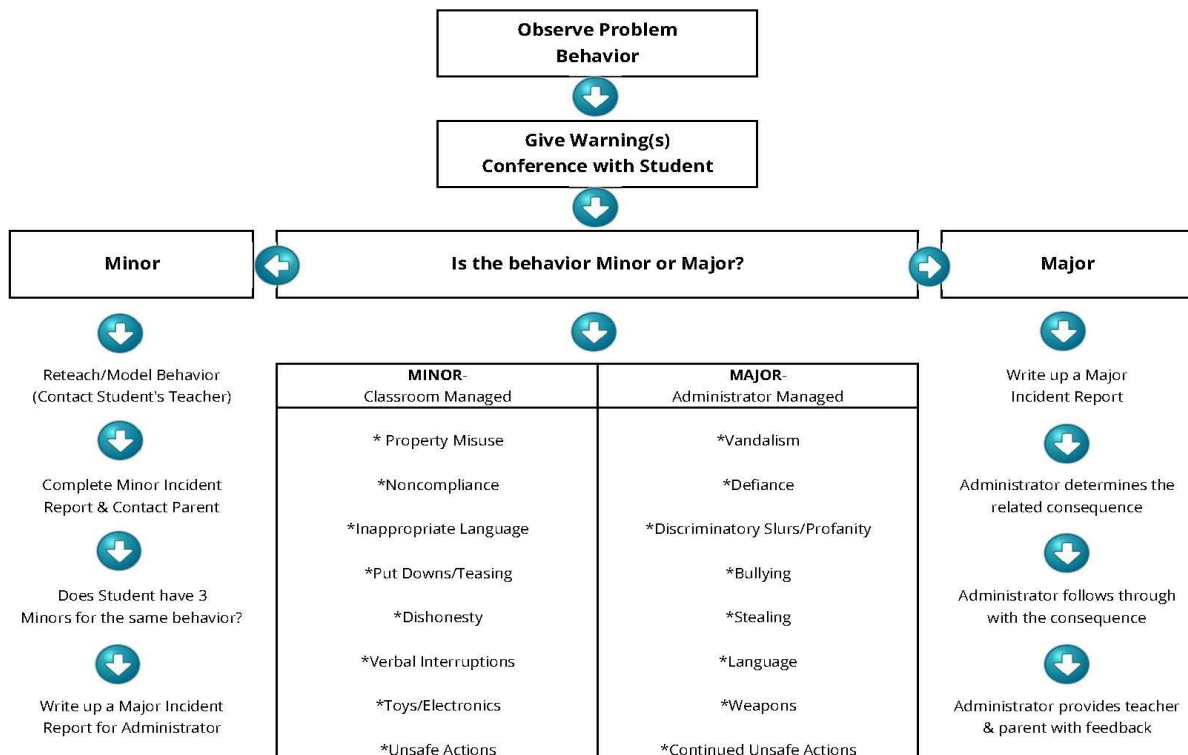 Observe Problem
Behavior
Give Warning(s)
Conference with Student
Minor
Is the behavior Minor or Major?
Major
Reteach/Model Behavior
(Contact Student's Teacher)
Complete Minor Incident
Report & Contact Parent
Does Student have 3
Minors for the same behavior?
Write up a Major Incident
Report for Administrator
MINOR-
Classroom Managed
* Property Misuse
*Noncompliance
*Inappropriate Language
*Put Downs/Teasing
*Dishonesty
*Verbal Interruptions
*Toys/Electronics
*Unsafe Actions
MAJOR-
Administrator Managed
*Vandalism
*Defiance
*Discriminatory Slurs/Profanity
*Bullying
*Stealing
*Language
*Weapons
*Continued Unsafe Actions
Write up a Major
Incident Report
Administrator determines the
related consequence
Administrator follows through
with the consequence
Administrator provides teacher
& parent with feedback